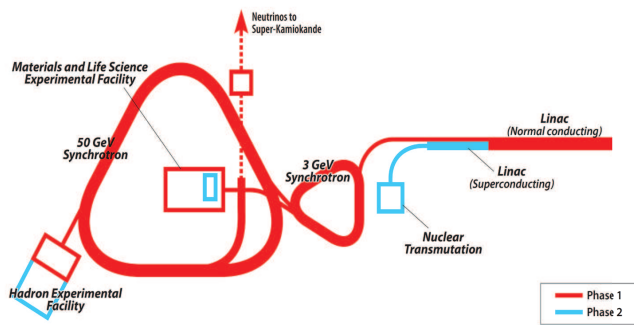 Neutrinos to
Super-Kamiokande
Materials and Life Science
Experimental Facility
50 GeV
Synchrotron
3 GeV
Synchrotron
Linac
(Normal conducting)
Linac
(Superconducting)
Nuclear
Transmutation
Hadron Experimental
Facility
Phase 1
Phase 2